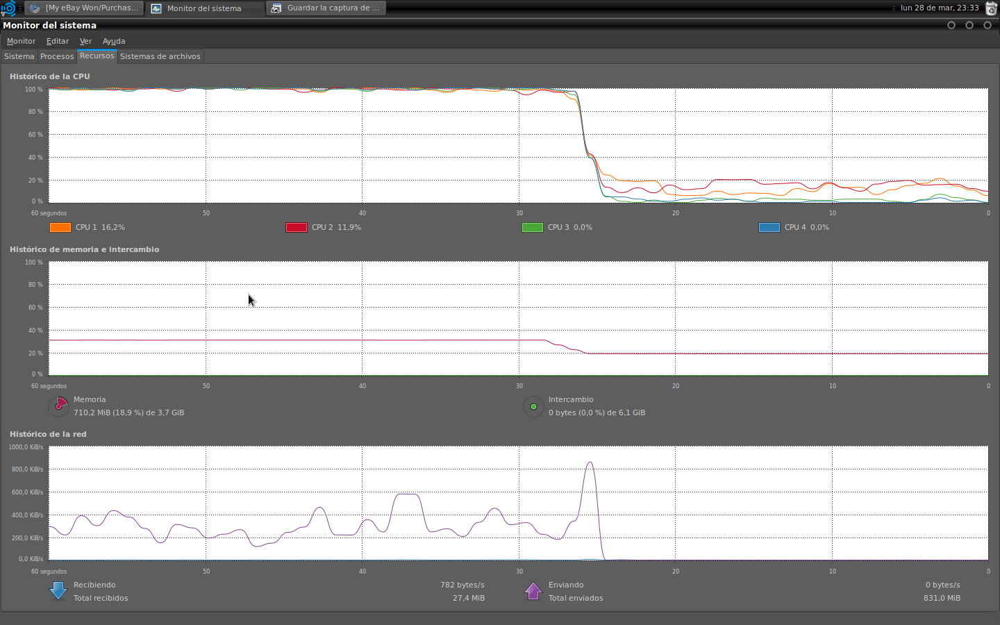 [My eBay Won/Purchas...
Monitor del sistema
Guardar la captura de ...
lun 28 de mar, 23:33
Monitor del sistema
Monitor Editar Ver Ayuda
Sistema Procesos Recursos Sistemas de archivos
Histórico de la CPU
100 %
80 %
60 %
40 %
20 %
0 %
60 segundos 50 40 30 20 10 0
CPU 1 16,2% CPU 2 11,9% CPU 3 0,0% CPU 4 0,0%
Histórico de memoria e intercambio
100 %
80 %
60 %
40 %
20 %
0 %
60 segundos 50 40 30 20 10 0
Memoria
710,2 MiB (18,9 %) de 3,7 GiB
Intercambio
0 bytes (0,0 %) de 6,1 GiB
Histórico de la red
1000,0 KiB/s
800,0 KiB/s
600,0 KiB/s
400,0 KiB/s
200,0 KiB/s
0,0 KiB/s
60 segundos 50 40 30 20 10 0
Recibiendo 782 bytes/s
Total recibidos 27,4 MiB
Enviando 0 bytes/s
Total enviados 831,0 MiB